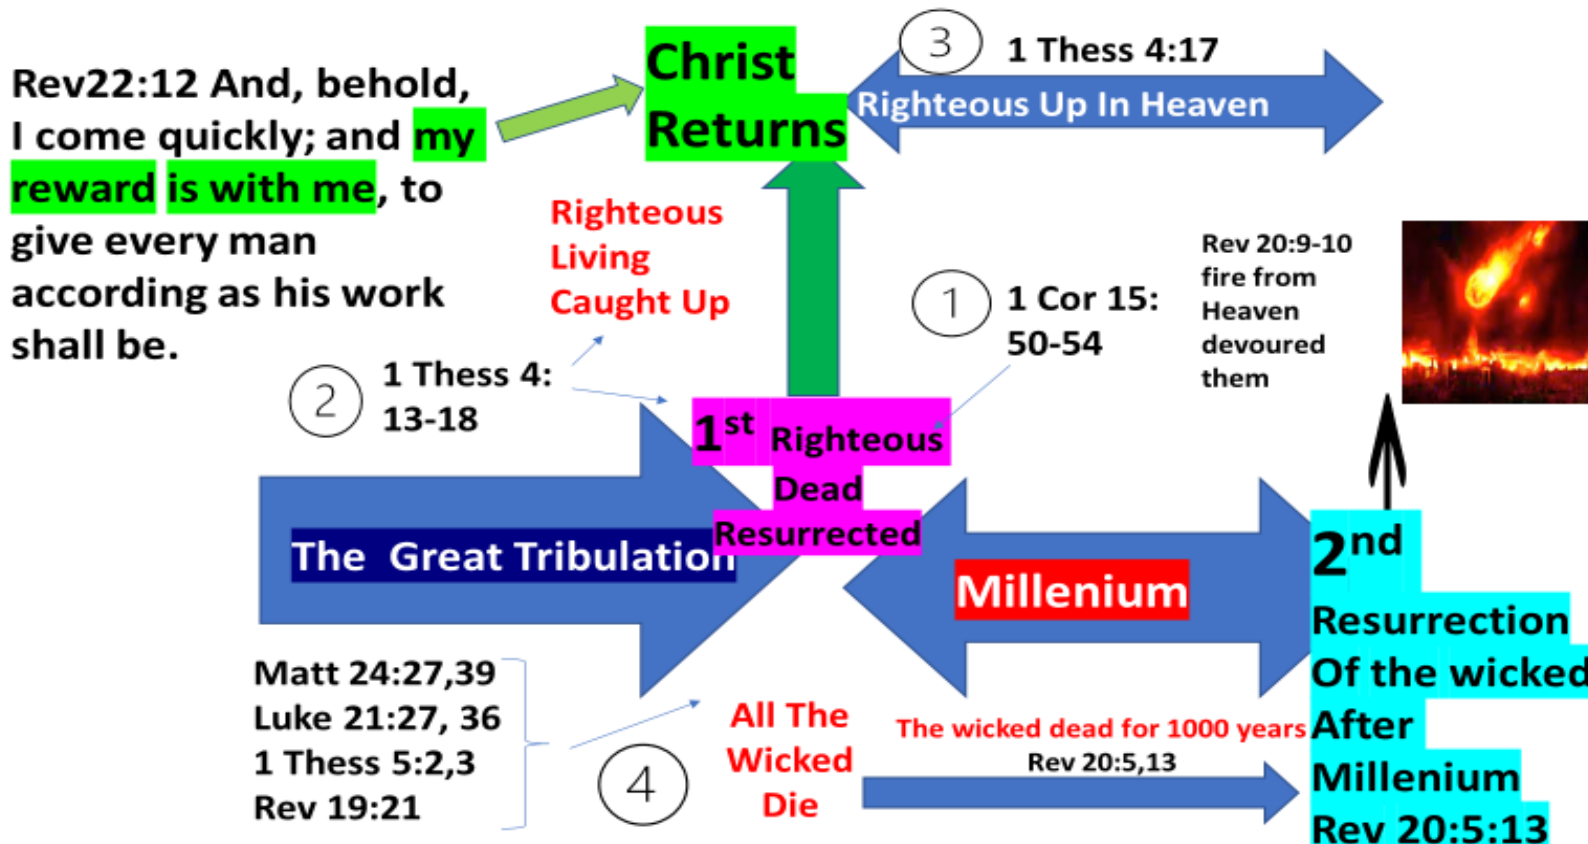 Rev22:12 And, behold,
I come quickly; and my
reward is with me, to
give every man
according as his work
shall be.
Christ
Returns
3
1 Thess 4:17
Righteous Up In Heaven
Righteous
Living
Caught Up
1
1 Cor 15:
50-54
Rev 20:9-10
fire from
Heaven
devoured
them
2
1 Thess 4:
13-18
1st Righteous
Dead
Resurrected
The Great Tribulation
Millenium
2nd
Resurrection
Of the wicked
After
Millenium
Rev 20:5:13
Matt 24:27,39
Luke 21:27, 36
1 Thess 5:2,3
Rev 19:21
4
All The
Wicked
Die
The wicked dead for 1000 years
Rev 20:5,13